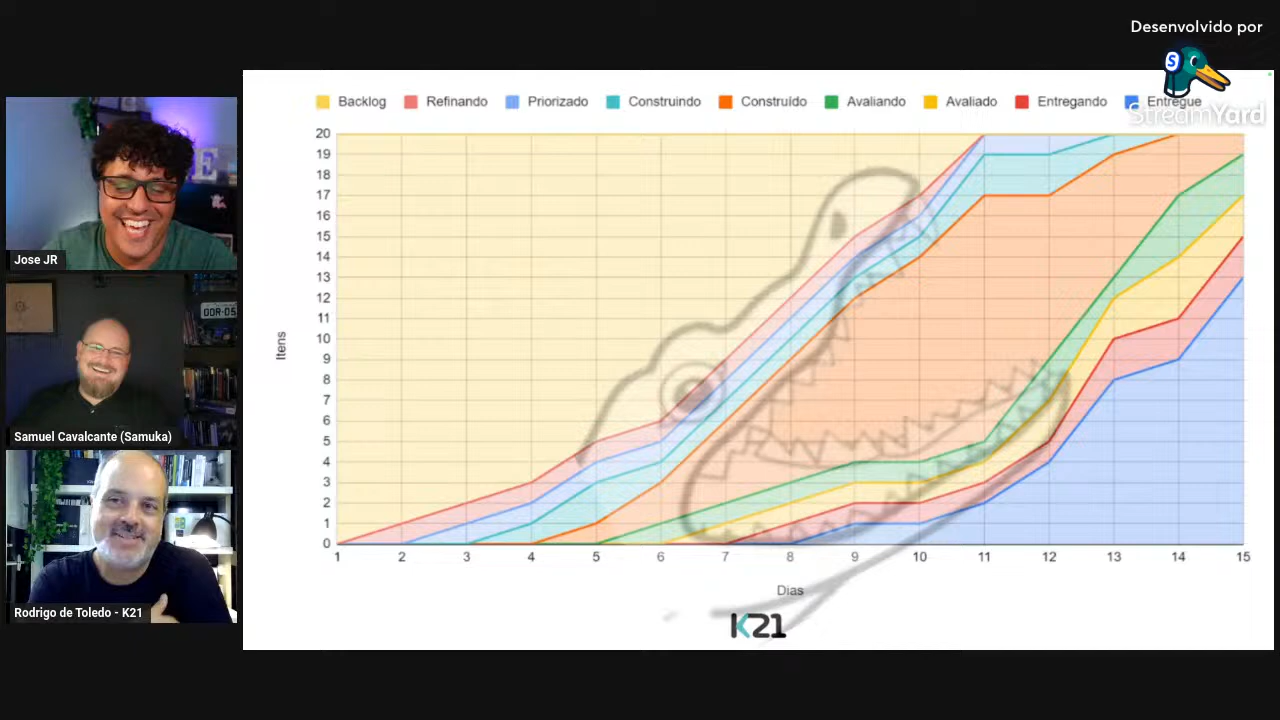 Desenvolvido por
StreamYard
Backlog Refinando Priorizado Construindo Construído Avaliando Avaliado Entregando Entregue
20
19
18
17
16
15
14
13
12
11
10
9
8
7
6
5
4
3
2
1
0
Itens
1 2 3 4 5 6 7 8 9 10 11 12 13 14 15
Dias
K21
Jose JR
OOR-05
Samuel Cavalcante (Samuka)
Rodrigo de Toledo - K21